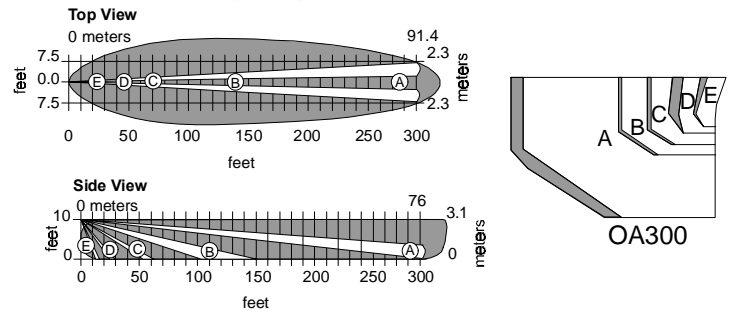 Top View
0 meters
91.4
7.5
2.3
feet
0.0
E
D
C
B
A
meters
7.5
2.3
0
50
100
150
200
250
300
feet
Side View
0 meters
76
10
3.1
feet
E
D
C
B
A
meters
0
0
0
50
100
150
200
250
300
feet
A
B
C
D
E
OA300